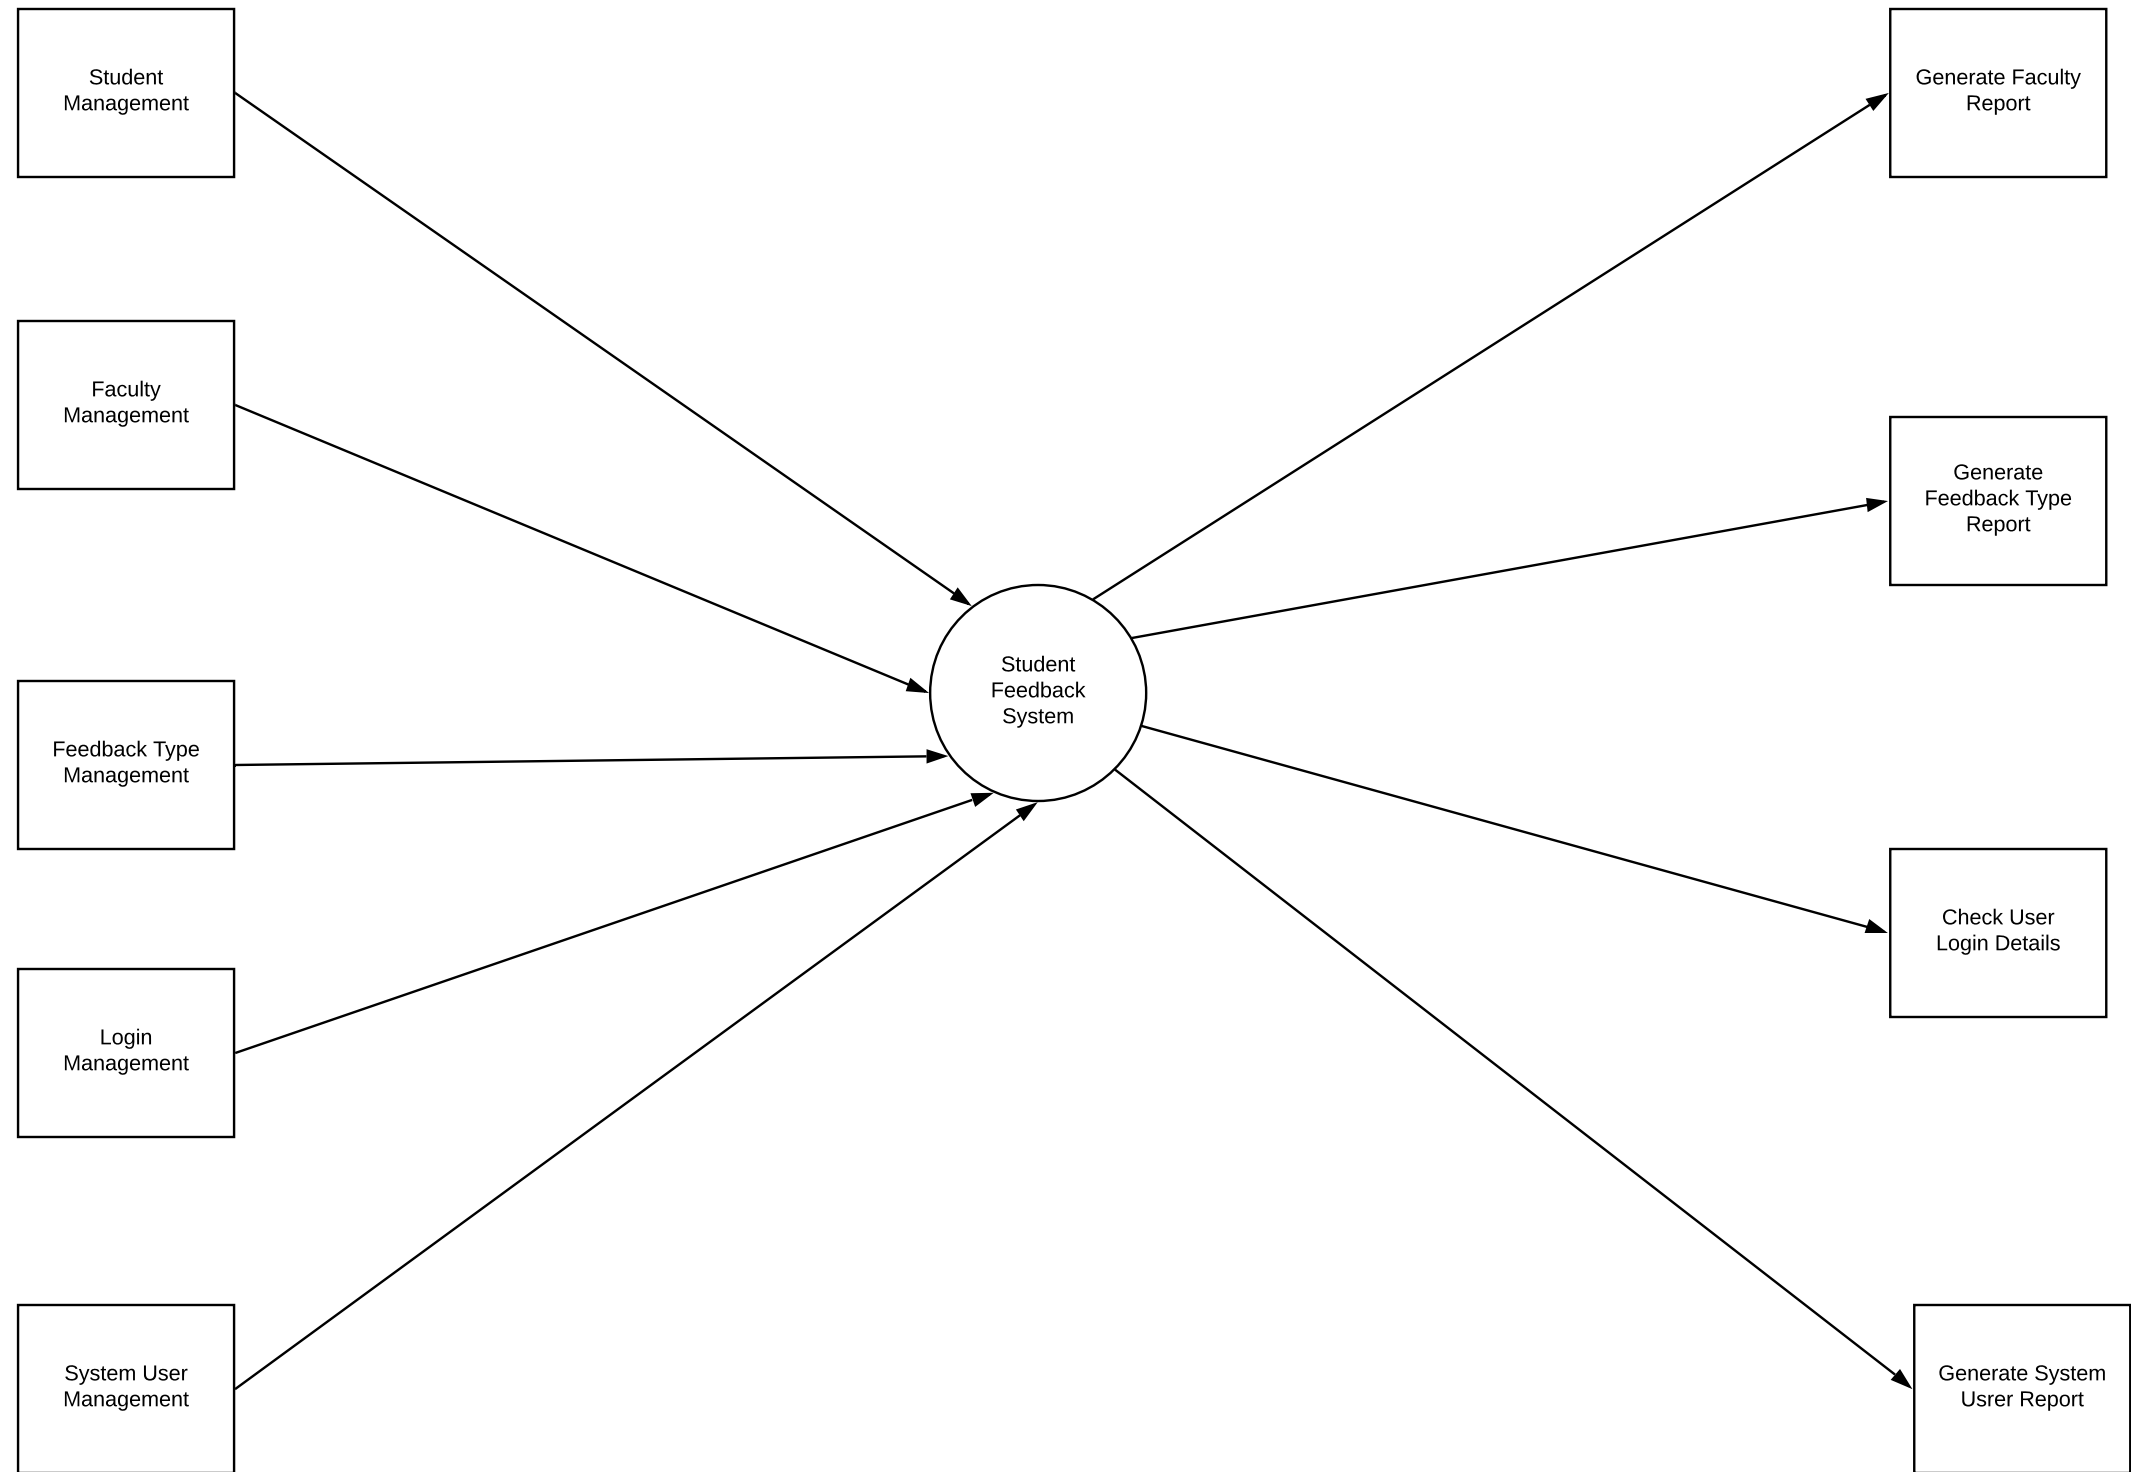 Student
Management
Generate Faculty
Report
Faculty
Management
Generate
Feedback Type
Report
Student
Feedback
System
Feedback Type
Management
Check User
Login Details
Login
Management
System User
Management
Generate System
Usrer Report